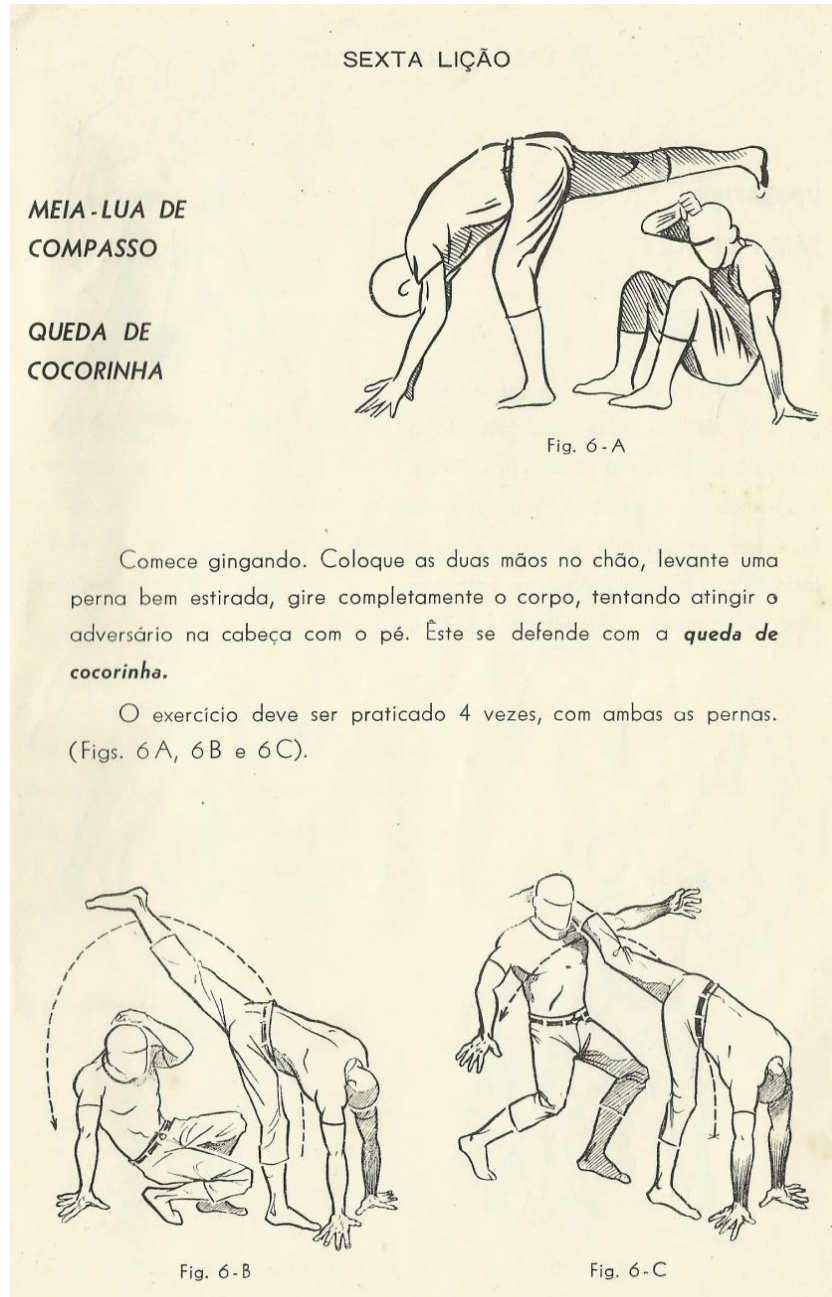 SEXTA LIÇÃO
MEIA-LUA DE
COMPASSO
QUEDA DE
COCORINHA
Fig. 6-A
Comece gingando. Coloque as duas mãos no chão, levante uma
perna bem estirada, gire completamente o corpo, tentando atingir o
adversário na cabeça com o pé. Êste se defende com a queda de
cocorinha.
O exercício deve ser praticado 4 vezes, com ambas as pernas.
(Figs. 6A, 6B e 6C).
Fig. 6-B
Fig. 6-C